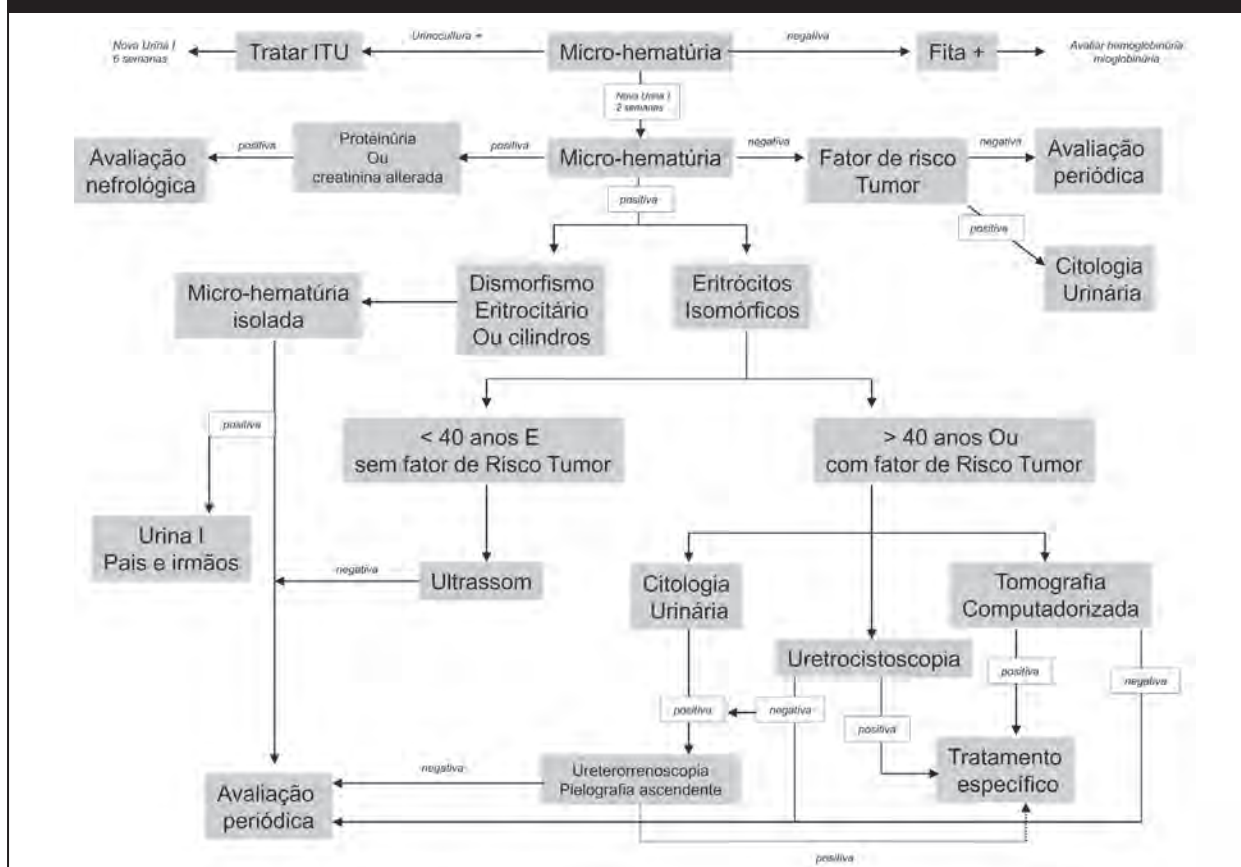 Nova Urina I
6 semanas
Tratar ITU
Urinocultura +
Micro-hematúria
negativa
Fita +
Avaliar hemoglobinúria
mioglobinúria
Nova Urina I
2 semanas
Avaliação
nefrológica
positiva
Proteinúria
Ou
creatinina alterada
positiva
Micro-hematúria
negativa
Fator de risco
Tumor
negativa
Avaliação
periódica
positiva
positiva
Citologia
Urinária
Micro-hematúria
isolada
Dismorfismo
Eritrocitário
Ou cilindros
Eritrócitos
Isomórficos
positiva
< 40 anos E
sem fator de Risco Tumor
> 40 anos Ou
com fator de Risco Tumor
Urina I
Pais e irmãos
negativa
Ultrassom
Citologia
Urinária
Tomografia
Computadorizada
Uretrocistoscopia
positiva
negativa
positiva
negativa
positiva
Avaliação
periódica
negativa
Ureterorrenoscopia
Pielografia ascendente
Tratamento
específico
positiva